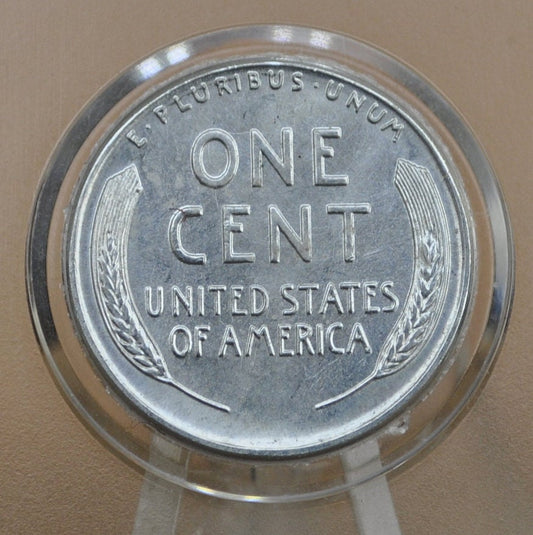 E · PLURIBUS · UNUM
ONE
CENT
UNITED STATES
OF AMERICA